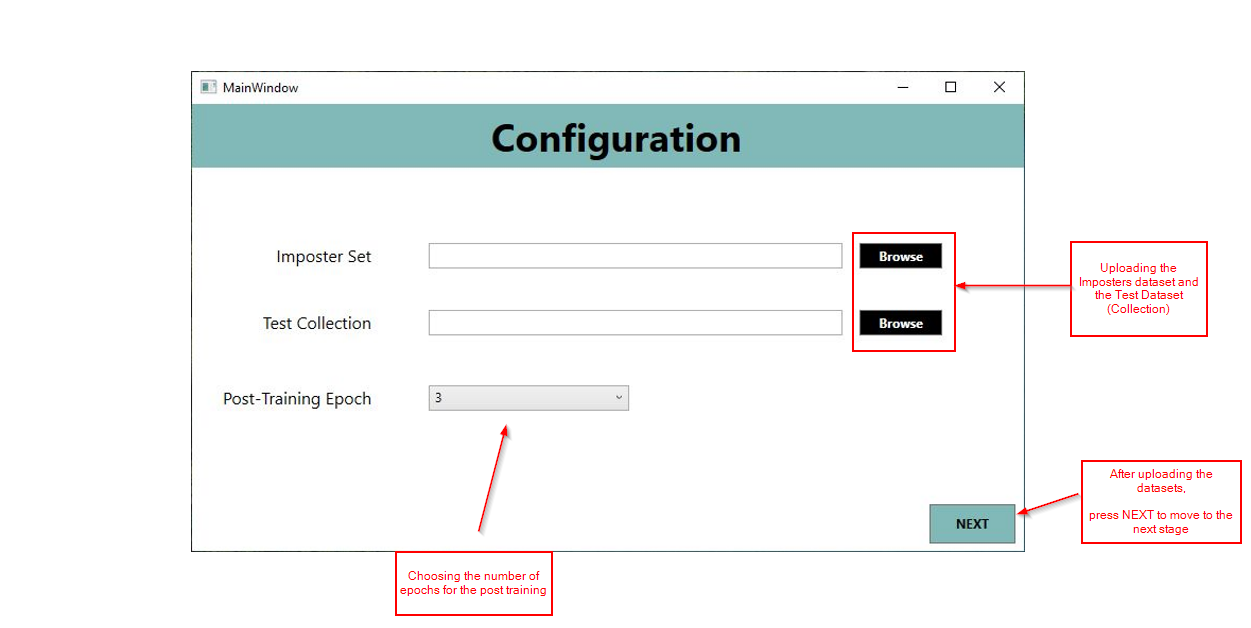 MainWindow
Configuration
Imposter Set
Browse
Uploading the
Imposters dataset and
the Test Dataset
(Collection)
Test Collection
Browse
Post-Training Epoch
3
After uploading the
datasets,
press NEXT to move to the
next stage
NEXT
Choosing the number of
epochs for the post training